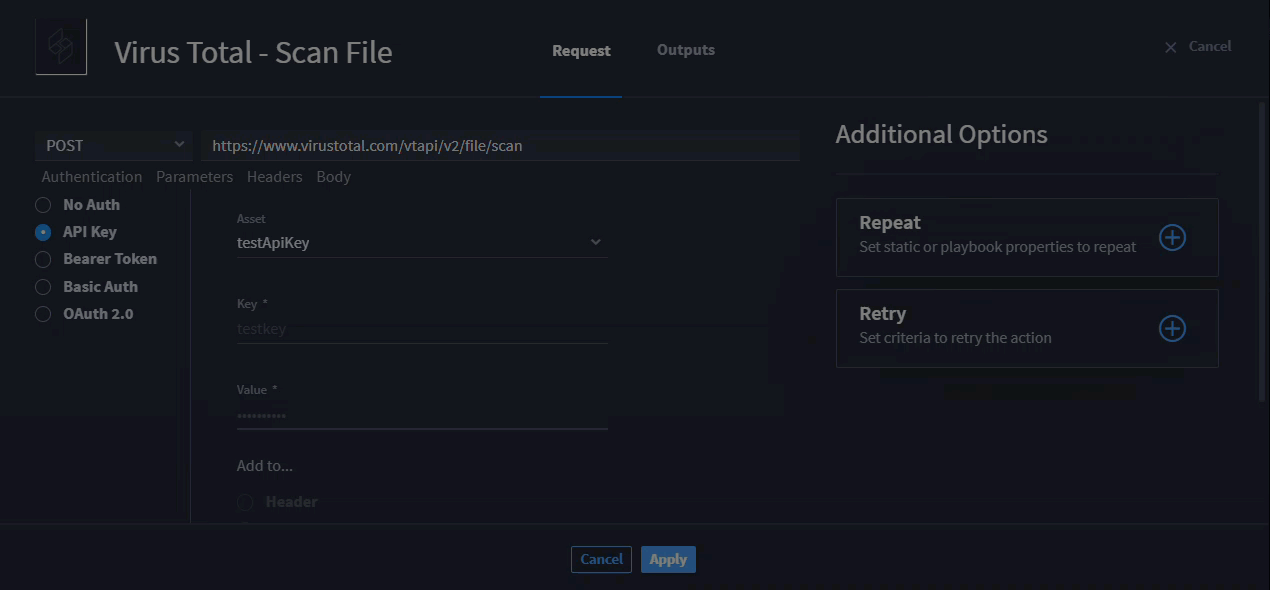 Virus Total - Scan File
Request
Outputs
Cancel
POST
https://www.virustotal.com/vtapi/v2/file/scan
Authentication Parameters Headers Body
No Auth
API Key
Bearer Token
Basic Auth
OAuth 2.0
Asset
testApiKey
Key *
testkey
Value *
••••••••••
Add to...
Header
Additional Options
Repeat
Set static or playbook properties to repeat
Retry
Set criteria to retry the action
Cancel
Apply